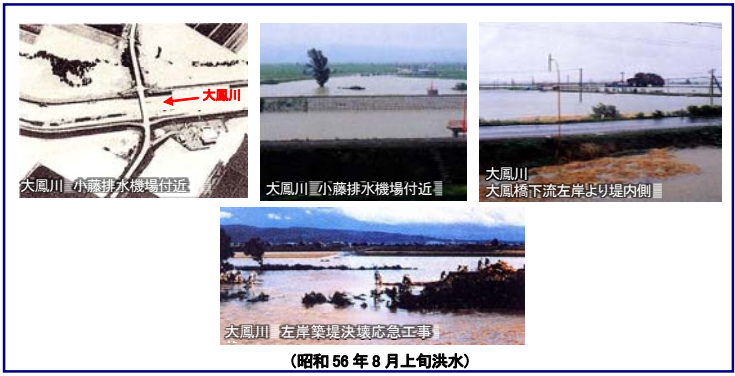 大鳳川
大鳳川 小藤排水機場付近
大鳳川 小藤排水機場付近
大鳳川
大鳳橋下流左岸より堤内側
大鳳川 左岸築堤決壊応急工事
(昭和 56 年 8 月上旬洪水)